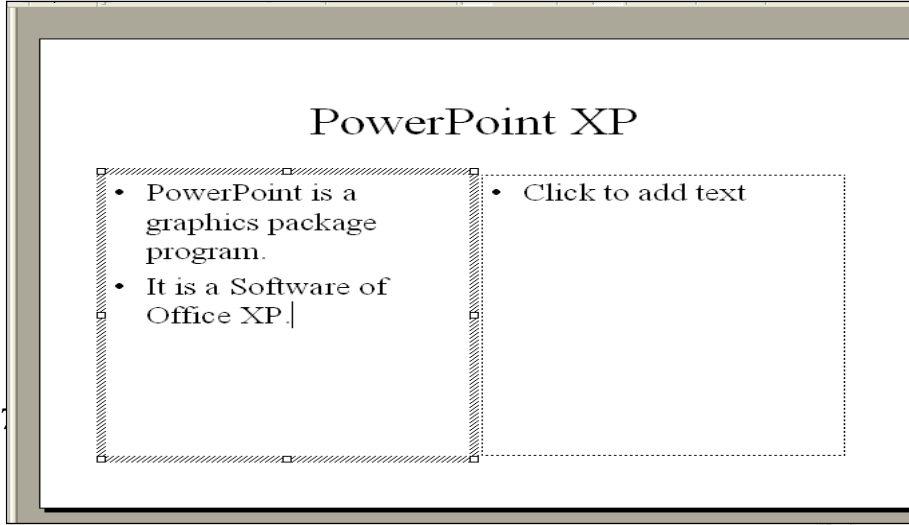 PowerPoint XP
• PowerPoint is a
graphics package
program.
• It is a Software of
Office XP.
• Click to add text